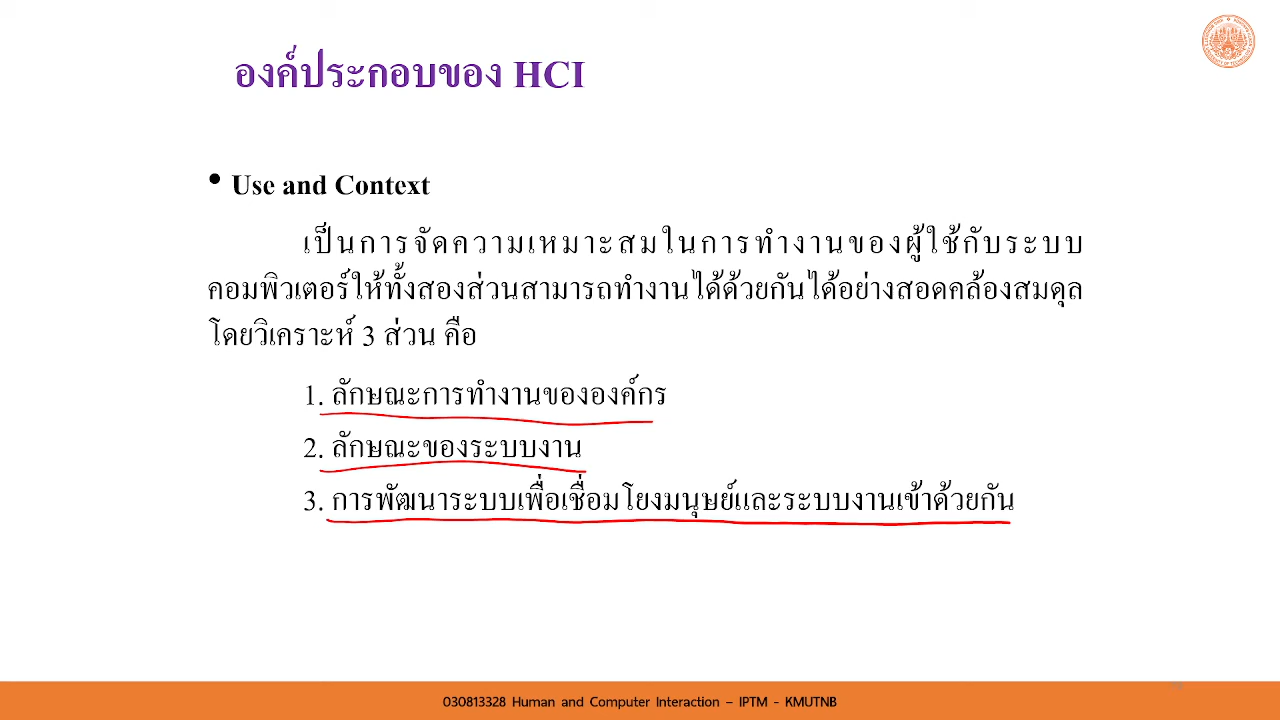 องค์ประกอบของ HCI
• Use and Context
เป็นการจัดความเหมาะสมในการทำงานของผู้ใช้กับระบบ
คอมพิวเตอร์ให้ทั้งสองส่วนสามารถทำงานได้ด้วยกันได้อย่างสอดคล้องสมดุล
โดยวิเคราะห์ 3 ส่วน คือ
1. ลักษณะการทำงานขององค์กร
2. ลักษณะของระบบงาน
3. การพัฒนาระบบเพื่อเชื่อมโยงมนุษย์และระบบงานเข้าด้วยกัน
030813328 Human and Computer Interaction – IPTM - KMUTNB